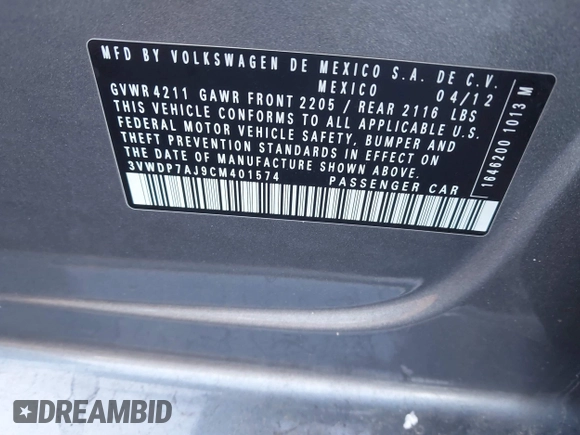 MFD BY VOLKSWAGEN DE MEXICO S.A. DE C.V.
MEXICO 04/12
GVWR 4211 GAWR FRONT 2205 / REAR 2116 LBS
THIS VEHICLE CONFORMS TO ALL APPLICABLE U.S.
FEDERAL MOTOR VEHICLE SAFETY, BUMPER AND
THEFT PREVENTION STANDARDS IN EFFECT ON
THE DATE OF MANUFACTURE SHOWN ABOVE.
3VWDP7AJ9CM401574 PASSENGER CAR
1646200 1013 M
DREAMBID